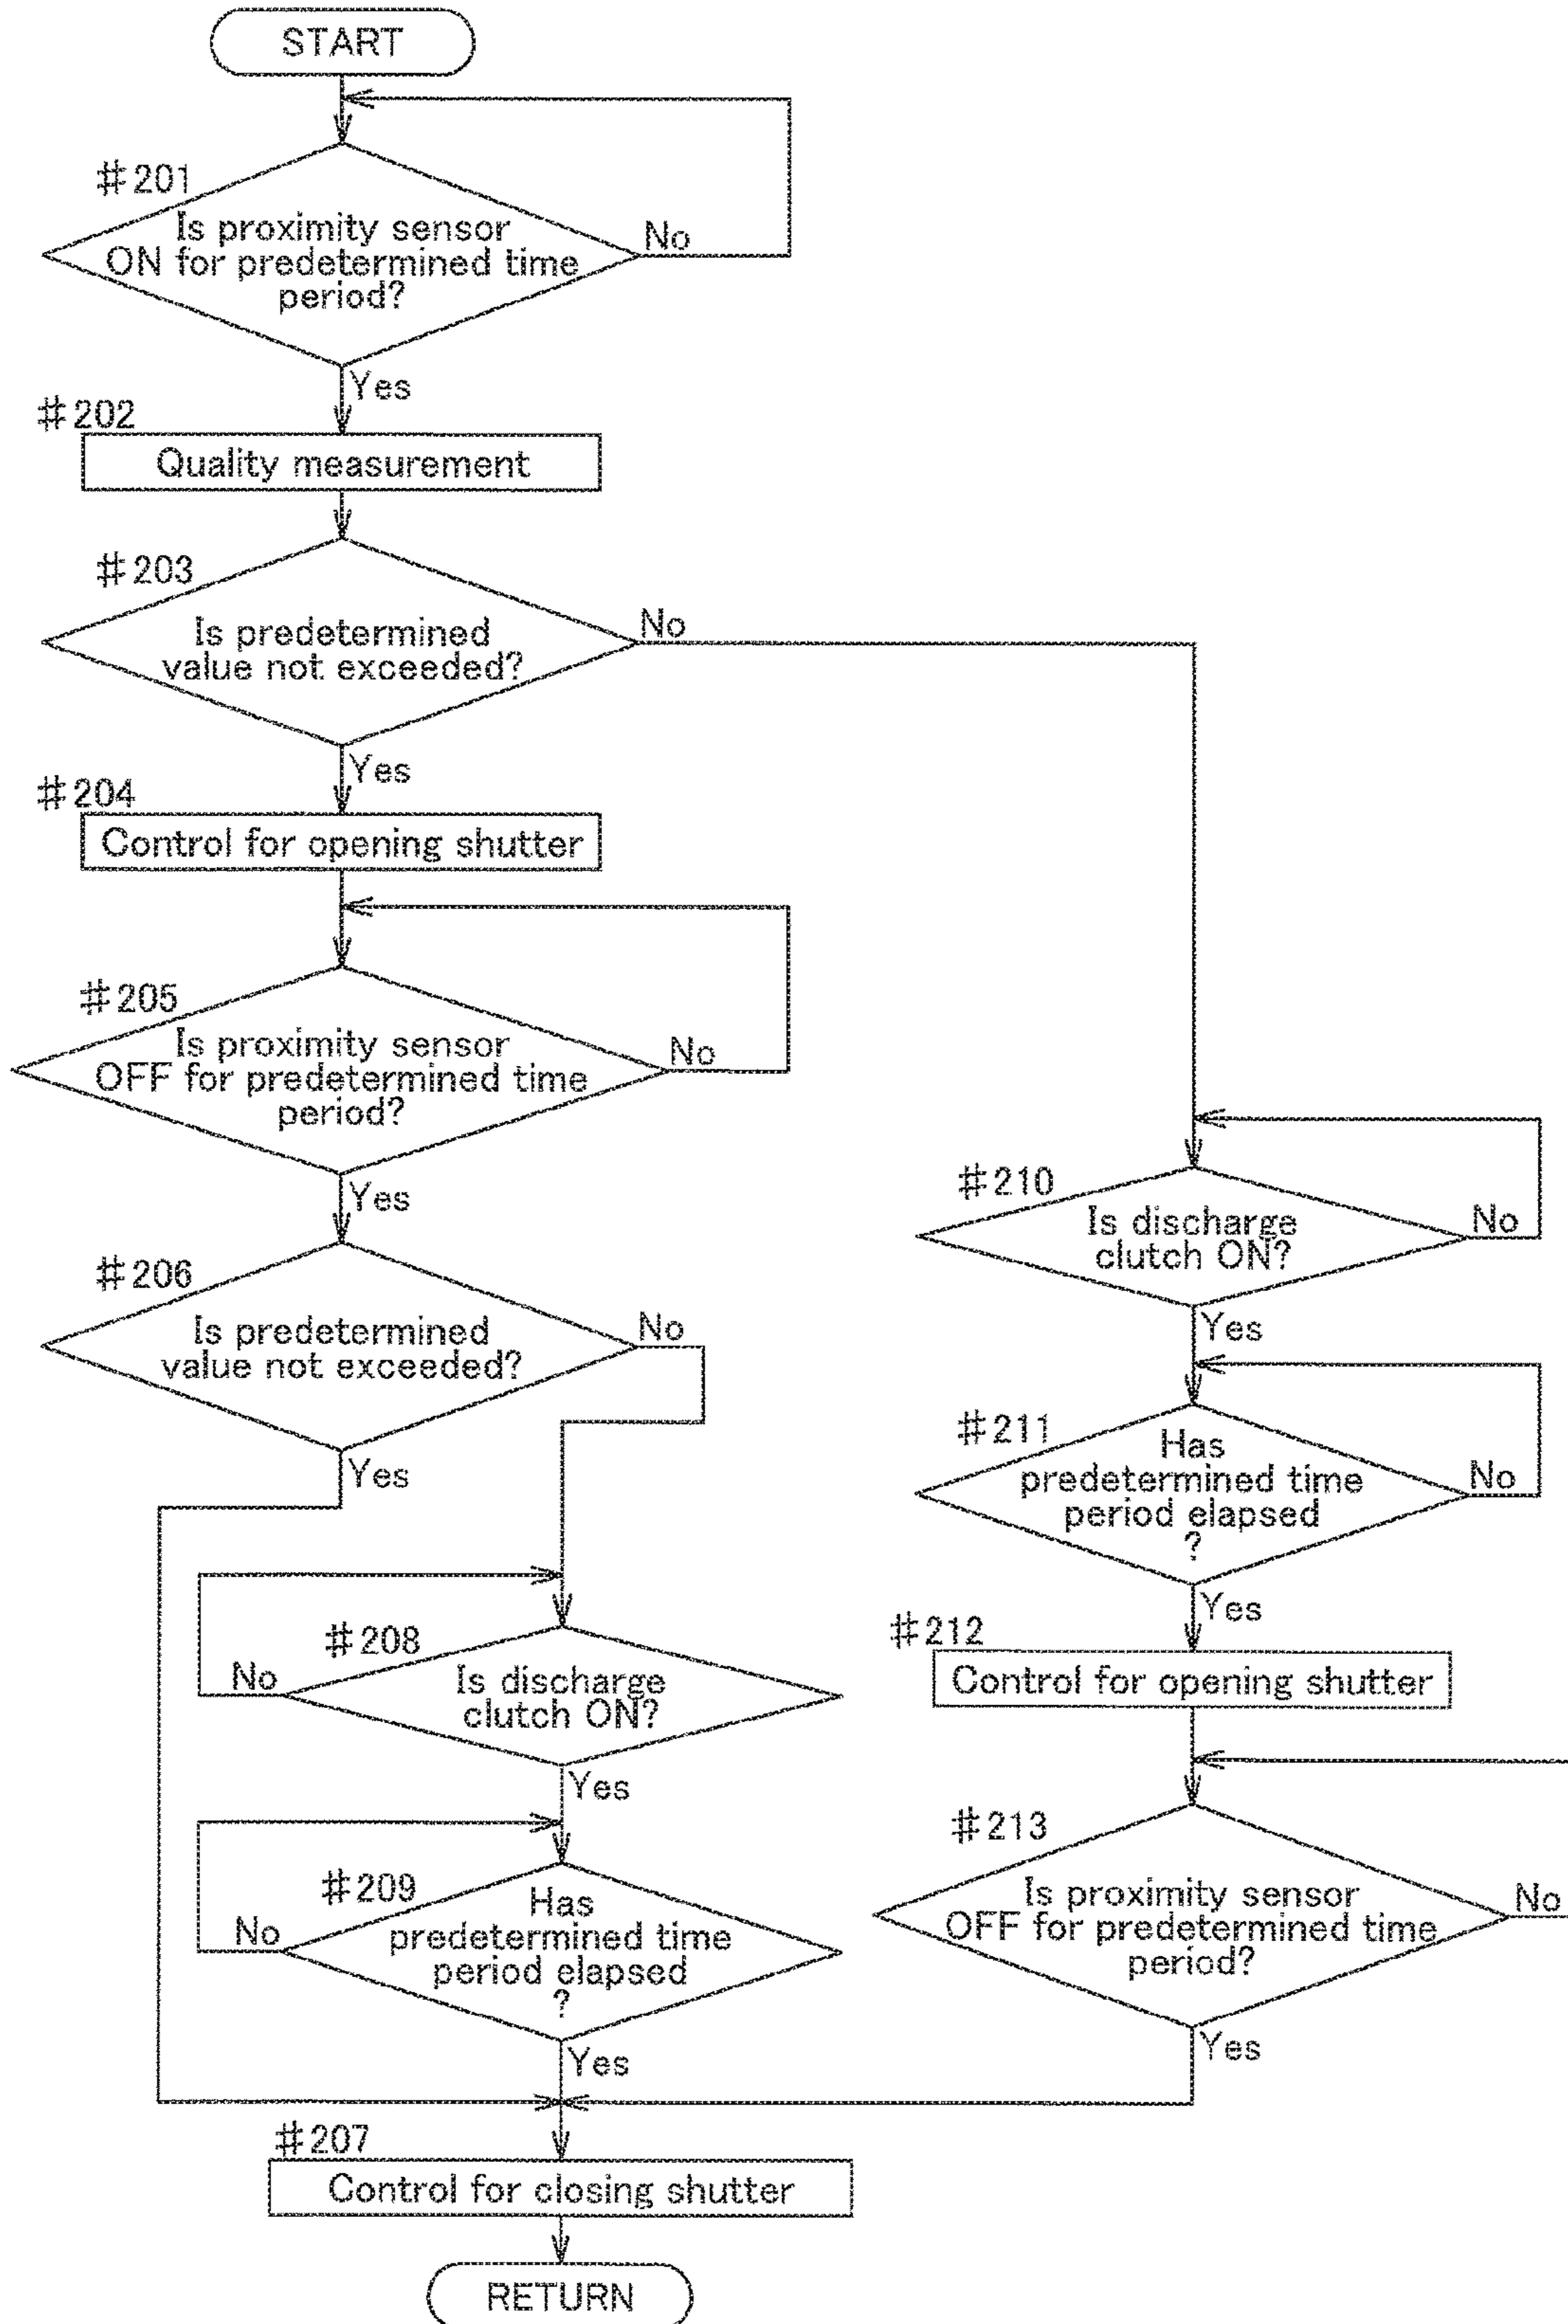 START
#201
Is proximity sensor
ON for predetermined time
period?
No
Yes
#202
Quality measurement
#203
Is predetermined
value not exceeded?
No
Yes
#204
Control for opening shutter
#205
Is proximity sensor
OFF for predetermined time
period?
No
Yes
#206
Is predetermined
value not exceeded?
No
Yes
#208
Is discharge
clutch ON?
No
Yes
#209
Has
predetermined time
period elapsed
?
No
Yes
#210
Is discharge
clutch ON?
No
Yes
#211
Has
predetermined time
period elapsed
?
No
Yes
#212
Control for opening shutter
#213
Is proximity sensor
OFF for predetermined time
period?
No
Yes
#207
Control for closing shutter
RETURN